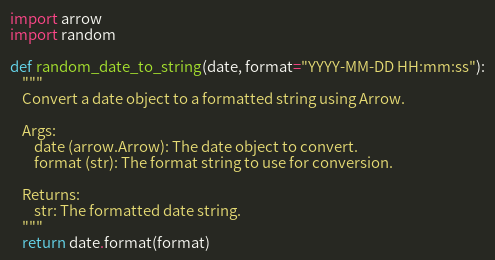 import arrow
import random
def random_date_to_string(date, format="YYYY-MM-DD HH:mm:ss"):
    """
    Convert a date object to a formatted string using Arrow.
    Args:
        date (arrow.Arrow): The date object to convert.
        format (str): The format string to use for conversion.
    Returns:
        str: The formatted date string.
    """
    return date.format(format)